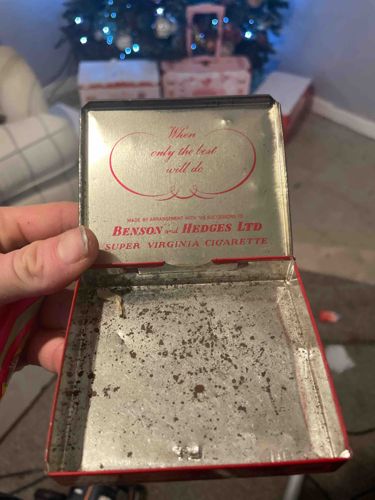 When
only the best
will do
MADE BY ARRANGEMENT WITH THE SUCCESSORS TO
BENSON and HEDGES LTD
SUPER VIRGINIA CIGARETTE